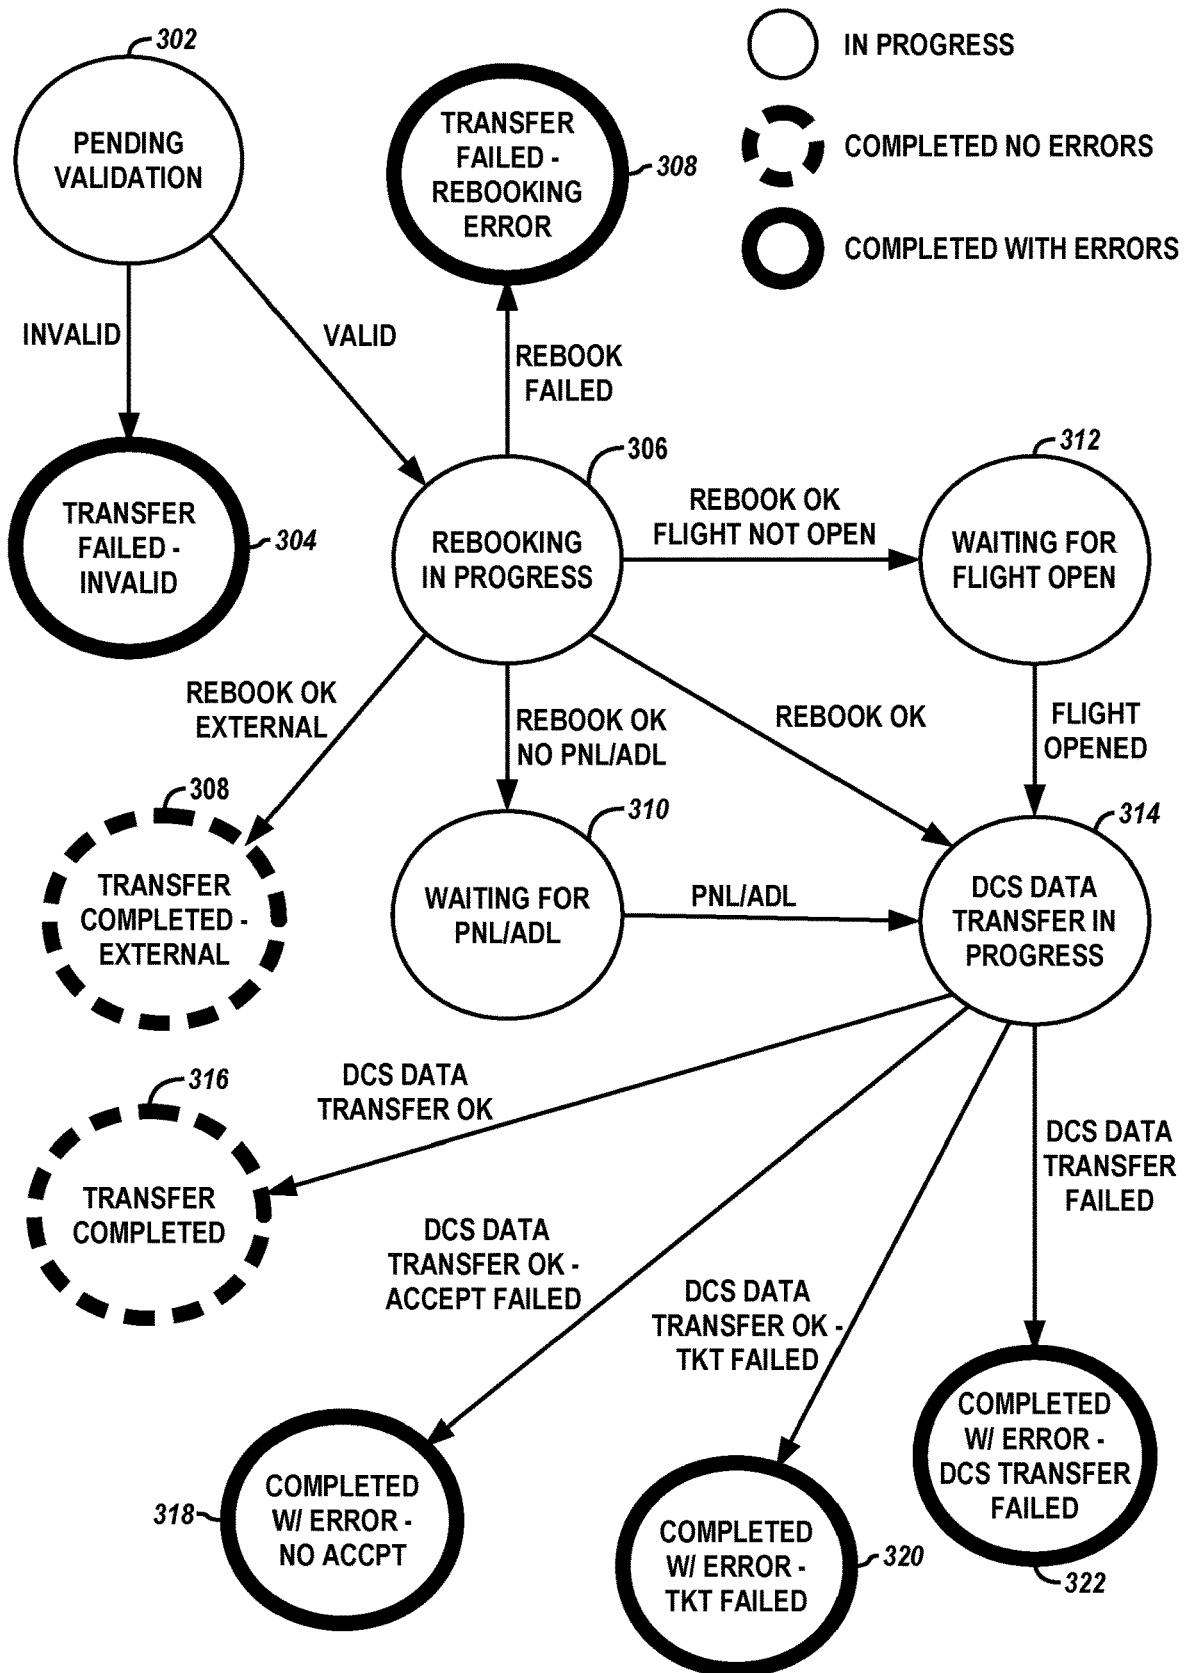 302
IN PROGRESS
COMPLETED NO ERRORS
COMPLETED WITH ERRORS
PENDING
VALIDATION
TRANSFER
FAILED -
REBOOKING
ERROR
308
INVALID
VALID
REBOOK
FAILED
TRANSFER
FAILED -
INVALID
304
306
REBOOKING
IN PROGRESS
REBOOK OK
FLIGHT NOT OPEN
312
WAITING FOR
FLIGHT OPEN
REBOOK OK
EXTERNAL
REBOOK OK
NO PNL/ADL
REBOOK OK
FLIGHT
OPENED
308
TRANSFER
COMPLETED -
EXTERNAL
310
WAITING FOR
PNL/ADL
PNL/ADL
314
DCS DATA
TRANSFER IN
PROGRESS
316
TRANSFER
COMPLETED
DCS DATA
TRANSFER OK
DCS DATA
TRANSFER OK -
ACCEPT FAILED
DCS DATA
TRANSFER OK -
TKT FAILED
DCS DATA
TRANSFER
FAILED
318
COMPLETED
W/ ERROR -
NO ACCPT
COMPLETED
W/ ERROR -
TKT FAILED
320
COMPLETED
W/ ERROR -
DCS TRANSFER
FAILED
322